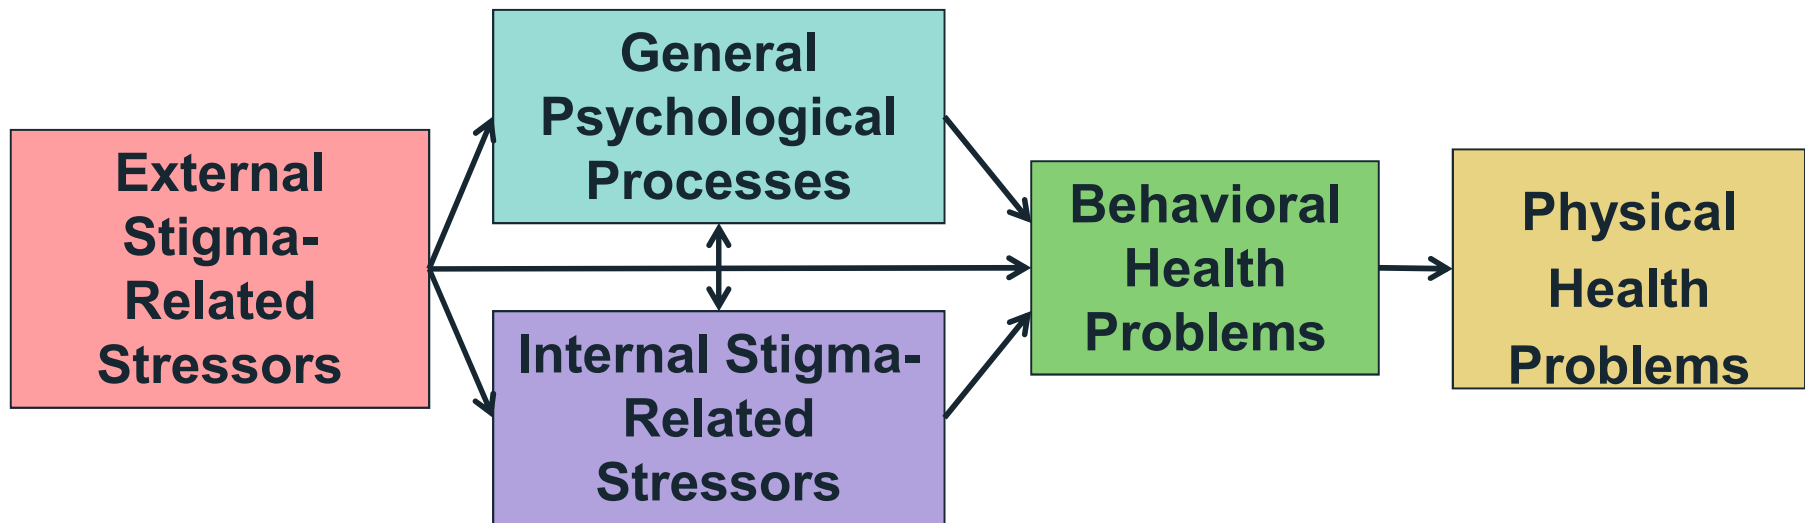 External
Stigma-
Related
Stressors
General
Psychological
Processes
Internal Stigma-
Related
Stressors
Behavioral
Health
Problems
Physical
Health
Problems